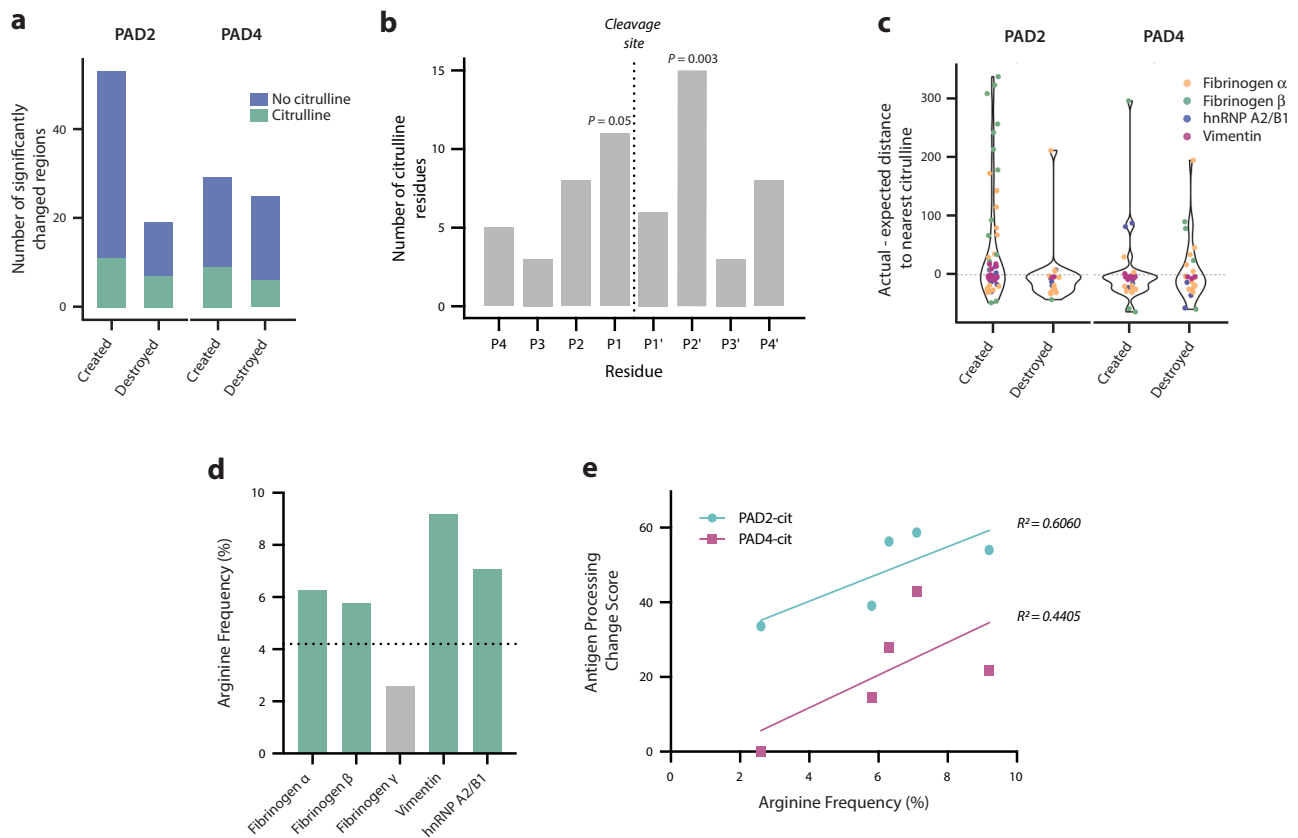 a
PAD2 PAD4
Number of significantly
changed regions
40
20
0
No citrulline
Citrulline
Created
Destroyed
Created
Destroyed
b
Cleavage
site
P = 0.003
P = 0.05
Number of citrulline
residues
15
10
5
0
P4 P3 P2 P1 P1' P2' P3' P4'
Residue
c
PAD2 PAD4
Fibrinogen α
Fibrinogen β
hnRNP A2/B1
Vimentin
Actual - expected distance
to nearest citrulline
300
200
100
0
Created
Destroyed
Created
Destroyed
d
Arginine Frequency (%)
10
8
6
4
2
0
Fibrinogen α
Fibrinogen β
Fibrinogen γ
Vimentin
hnRNP A2/B1
e
PAD2-cit
PAD4-cit
R² = 0.6060
R² = 0.4405
Antigen Processing
Change Score
60
40
20
0
0 2 4 6 8 10
Arginine Frequency (%)